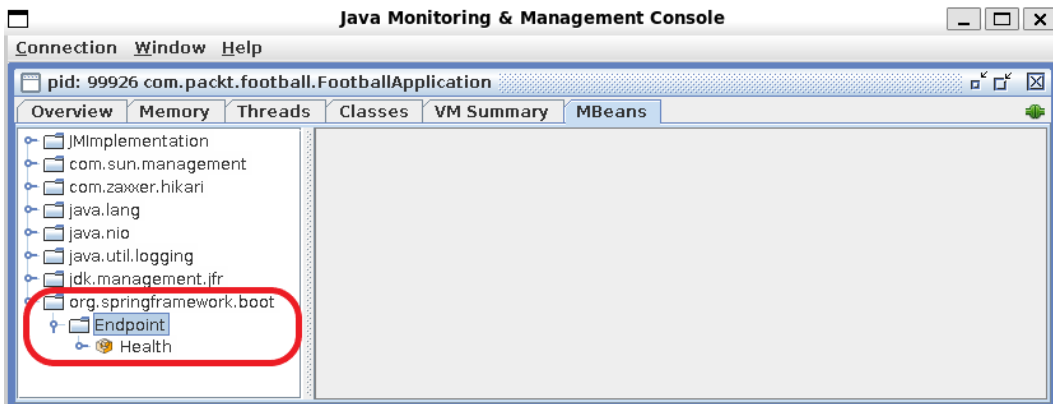 Java Monitoring & Management Console
Connection Window Help
pid: 99926 com.packt.football.FootballApplication
Overview Memory Threads Classes VM Summary MBeans
JMImplementation
com.sun.management
com.zaxxer.hikari
java.lang
java.nio
java.util.logging
jdk.management.jfr
org.springframework.boot
Endpoint
Health